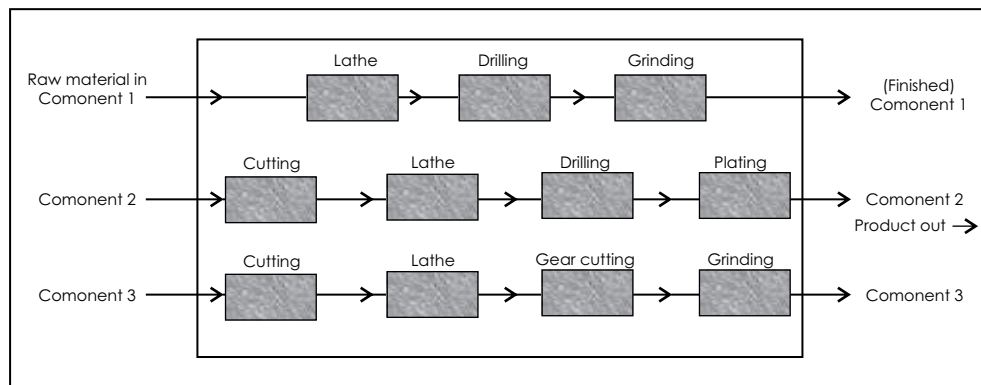 Lathe
Drilling
Grinding
Raw material in
Comonent 1
(Finished)
Comonent 1
Cutting
Lathe
Drilling
Plating
Comonent 2
Comonent 2
Product out
Cutting
Lathe
Gear cutting
Grinding
Comonent 3
Comonent 3